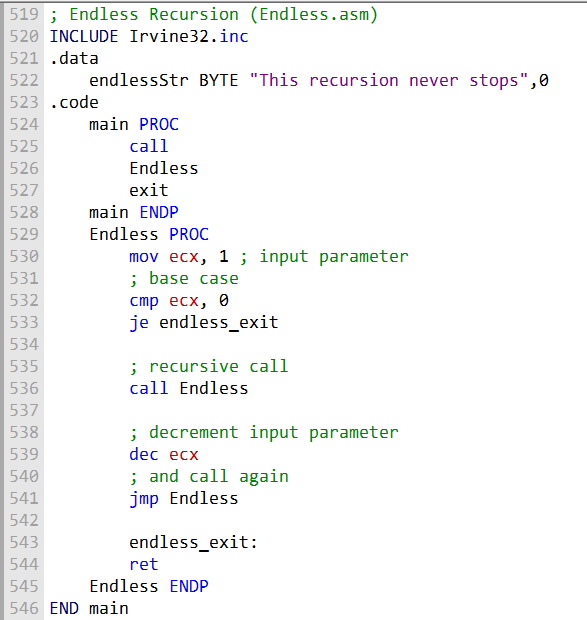 519 ; Endless Recursion (Endless.asm)
520 INCLUDE Irvine32.inc
521 .data
522     endlessStr BYTE "This recursion never stops",0
523 .code
524     main PROC
525         call
526         Endless
527         exit
528     main ENDP
529     Endless PROC
530         mov ecx, 1 ; input parameter
531         ; base case
532         cmp ecx, 0
533         je endless_exit
534
535         ; recursive call
536         call Endless
537
538         ; decrement input parameter
539         dec ecx
540         ; and call again
541         jmp Endless
542
543         endless_exit:
544         ret
545     Endless ENDP
546 END main